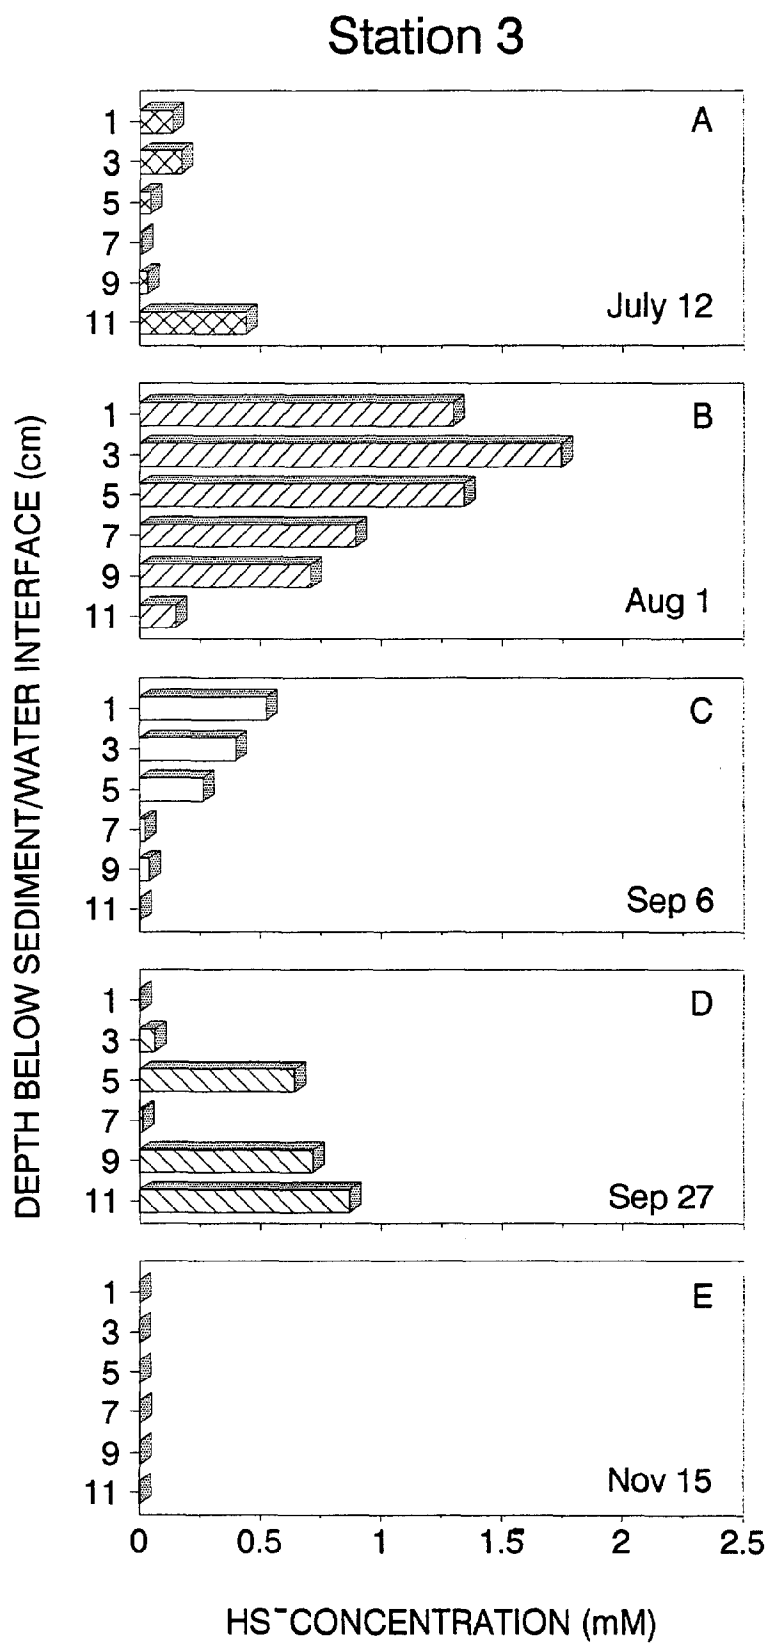 Station 3
DEPTH BELOW SEDIMENT/WATER INTERFACE (cm)
A
1
3
5
7
9
11
July 12
B
1
3
5
7
9
11
Aug 1
C
1
3
5
7
9
11
Sep 6
D
1
3
5
7
9
11
Sep 27
E
1
3
5
7
9
11
Nov 15
0 0.5 1 1.5 2 2.5
HS⁻CONCENTRATION (mM)